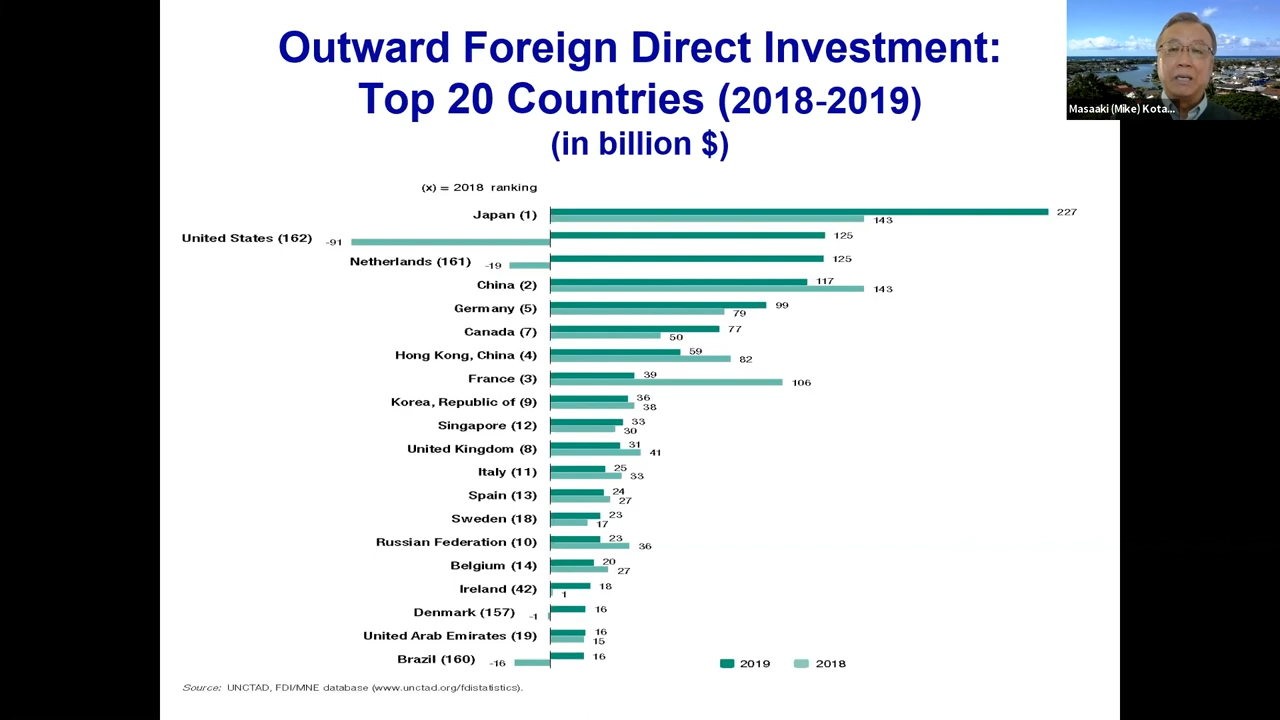 Outward Foreign Direct Investment:
Top 20 Countries (2018-2019)
(in billion $)
Masaaki (Mike) Kota...
(x) = 2018 ranking
Japan (1) 227
143
United States (162) -91 125
Netherlands (161) -19 125
China (2) 117
143
Germany (5) 99
79
Canada (7) 77
50
Hong Kong, China (4) 59
82
France (3) 39
106
Korea, Republic of (9) 36
38
Singapore (12) 33
30
United Kingdom (8) 31
41
Italy (11) 25
33
Spain (13) 24
27
Sweden (18) 23
17
Russian Federation (10) 23
36
Belgium (14) 20
27
Ireland (42) 18
1
Denmark (157) -1 16
United Arab Emirates (19) 16
15
Brazil (160) -16 16
2019 2018
Source: UNCTAD, FDI/MNE database (www.unctad.org/fdistatistics).